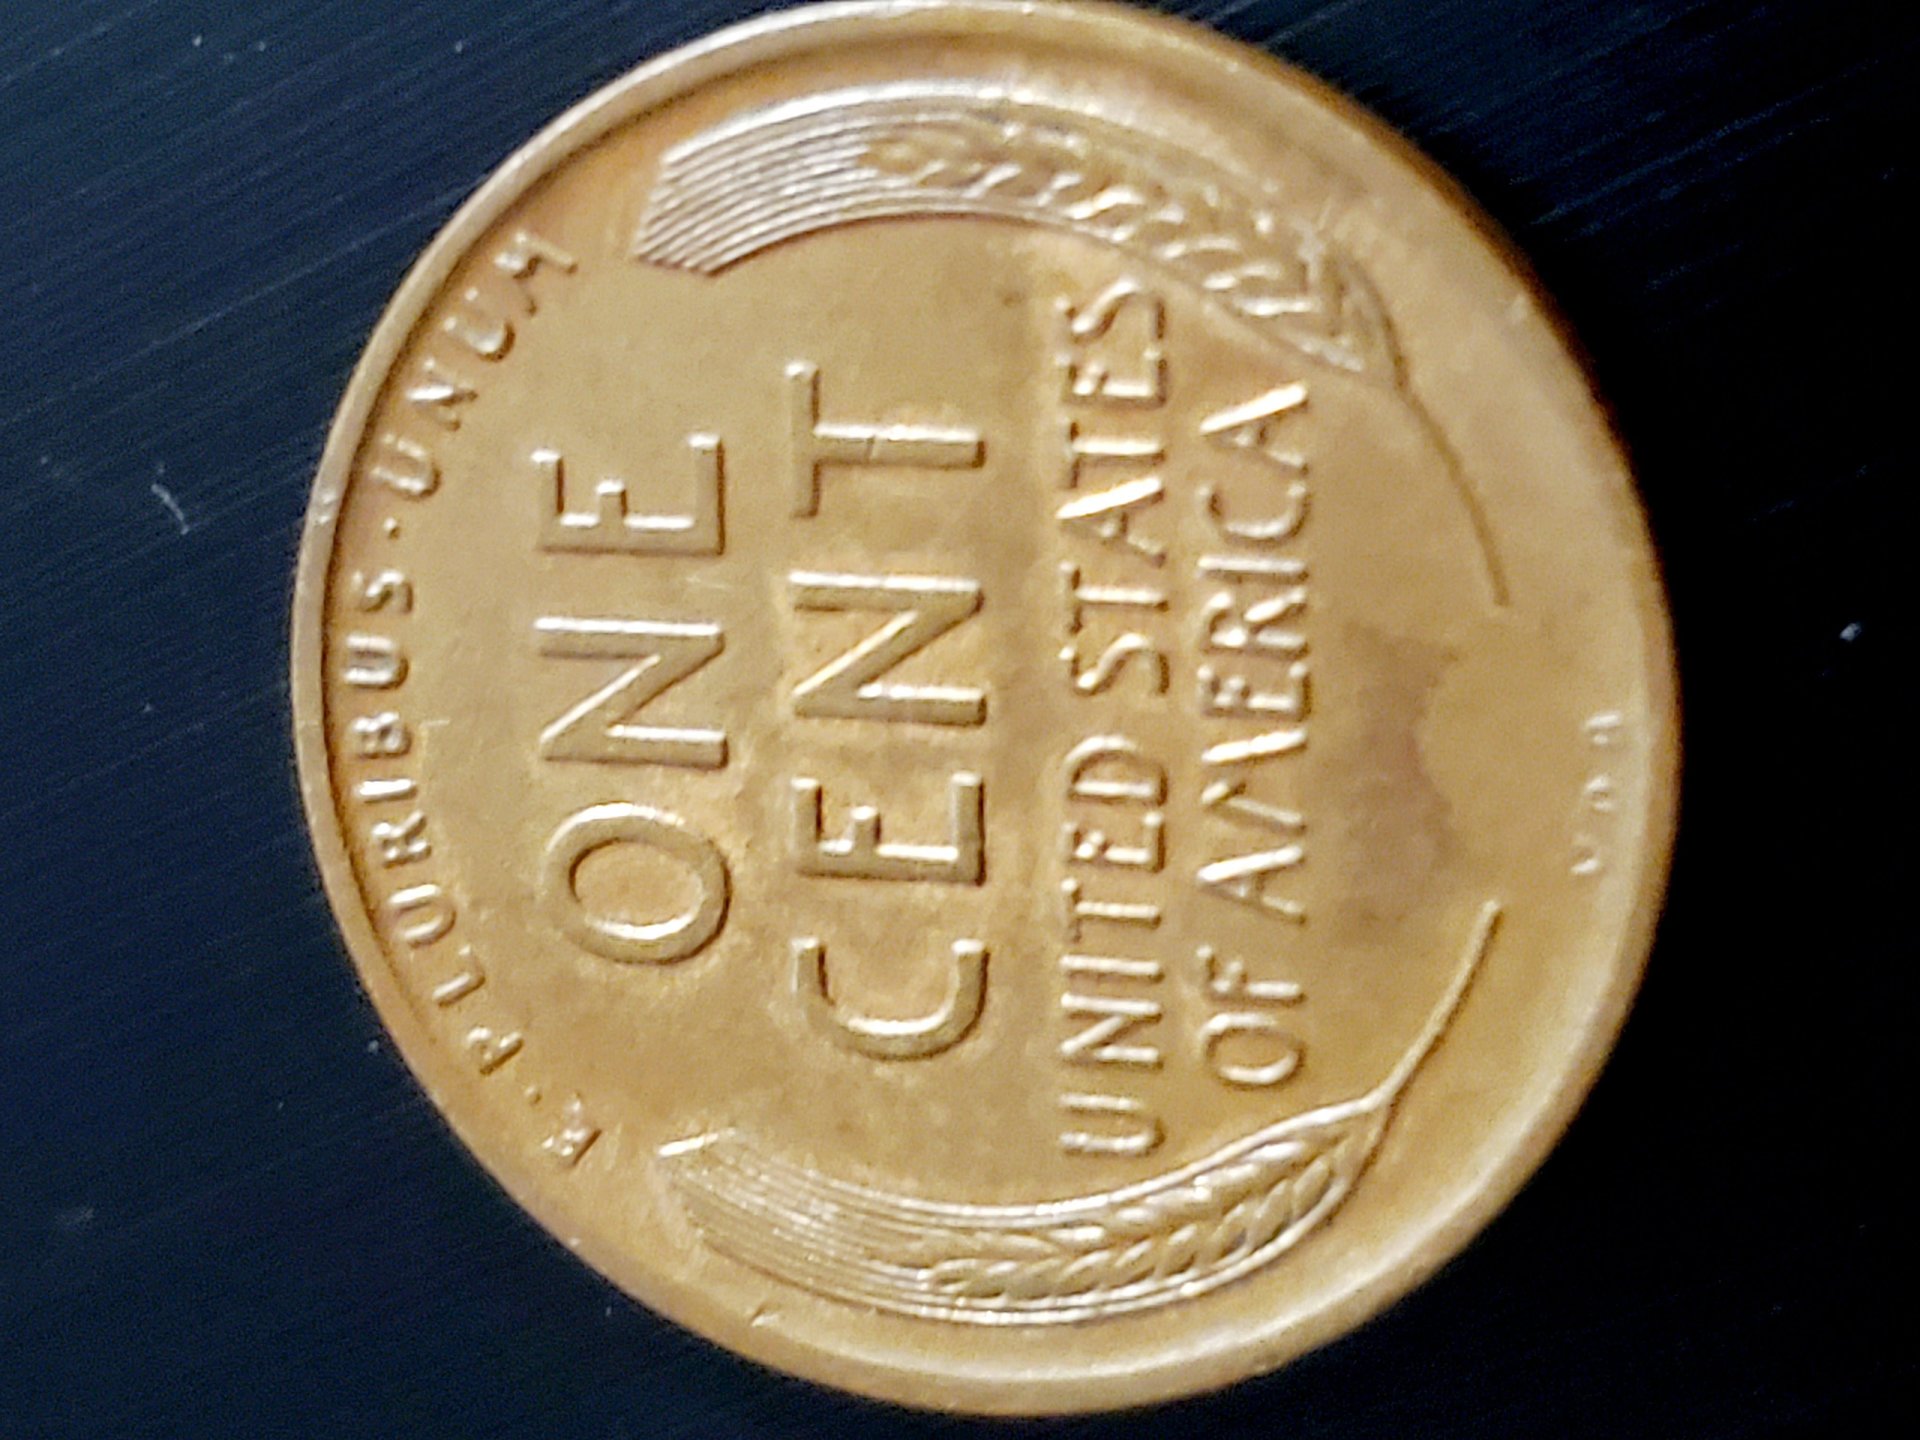 E·PLURIBUS·UNUM
ONE
CENT
UNITED STATES
OF AMERICA
V D B